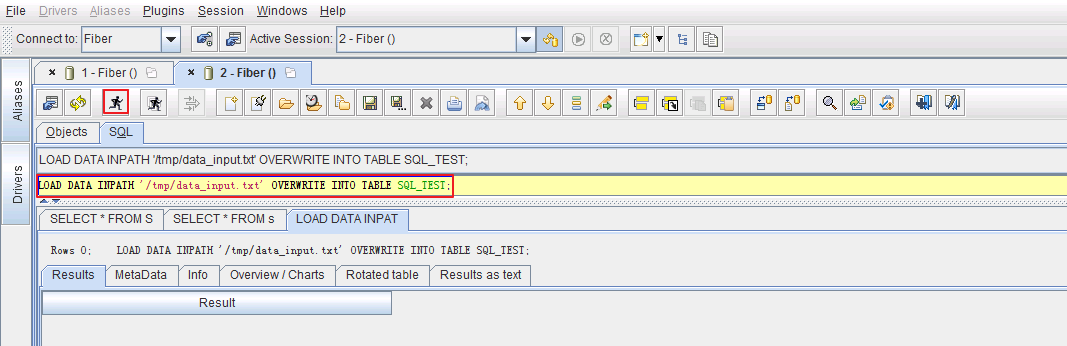 File Drivers Aliases Plugins Session Windows Help
Connect to: Fiber Active Session: 2 - Fiber ()
Aliases
Drivers
1 - Fiber () 2 - Fiber ()
Objects SQL
LOAD DATA INPATH '/tmp/data_input.txt' OVERWRITE INTO TABLE SQL_TEST;
LOAD DATA INPATH '/tmp/data_input.txt' OVERWRITE INTO TABLE SQL_TEST;
SELECT * FROM S SELECT * FROM s LOAD DATA INPAT
Rows 0; LOAD DATA INPATH '/tmp/data_input.txt' OVERWRITE INTO TABLE SQL_TEST;
Results MetaData Info Overview / Charts Rotated table Results as text
Result